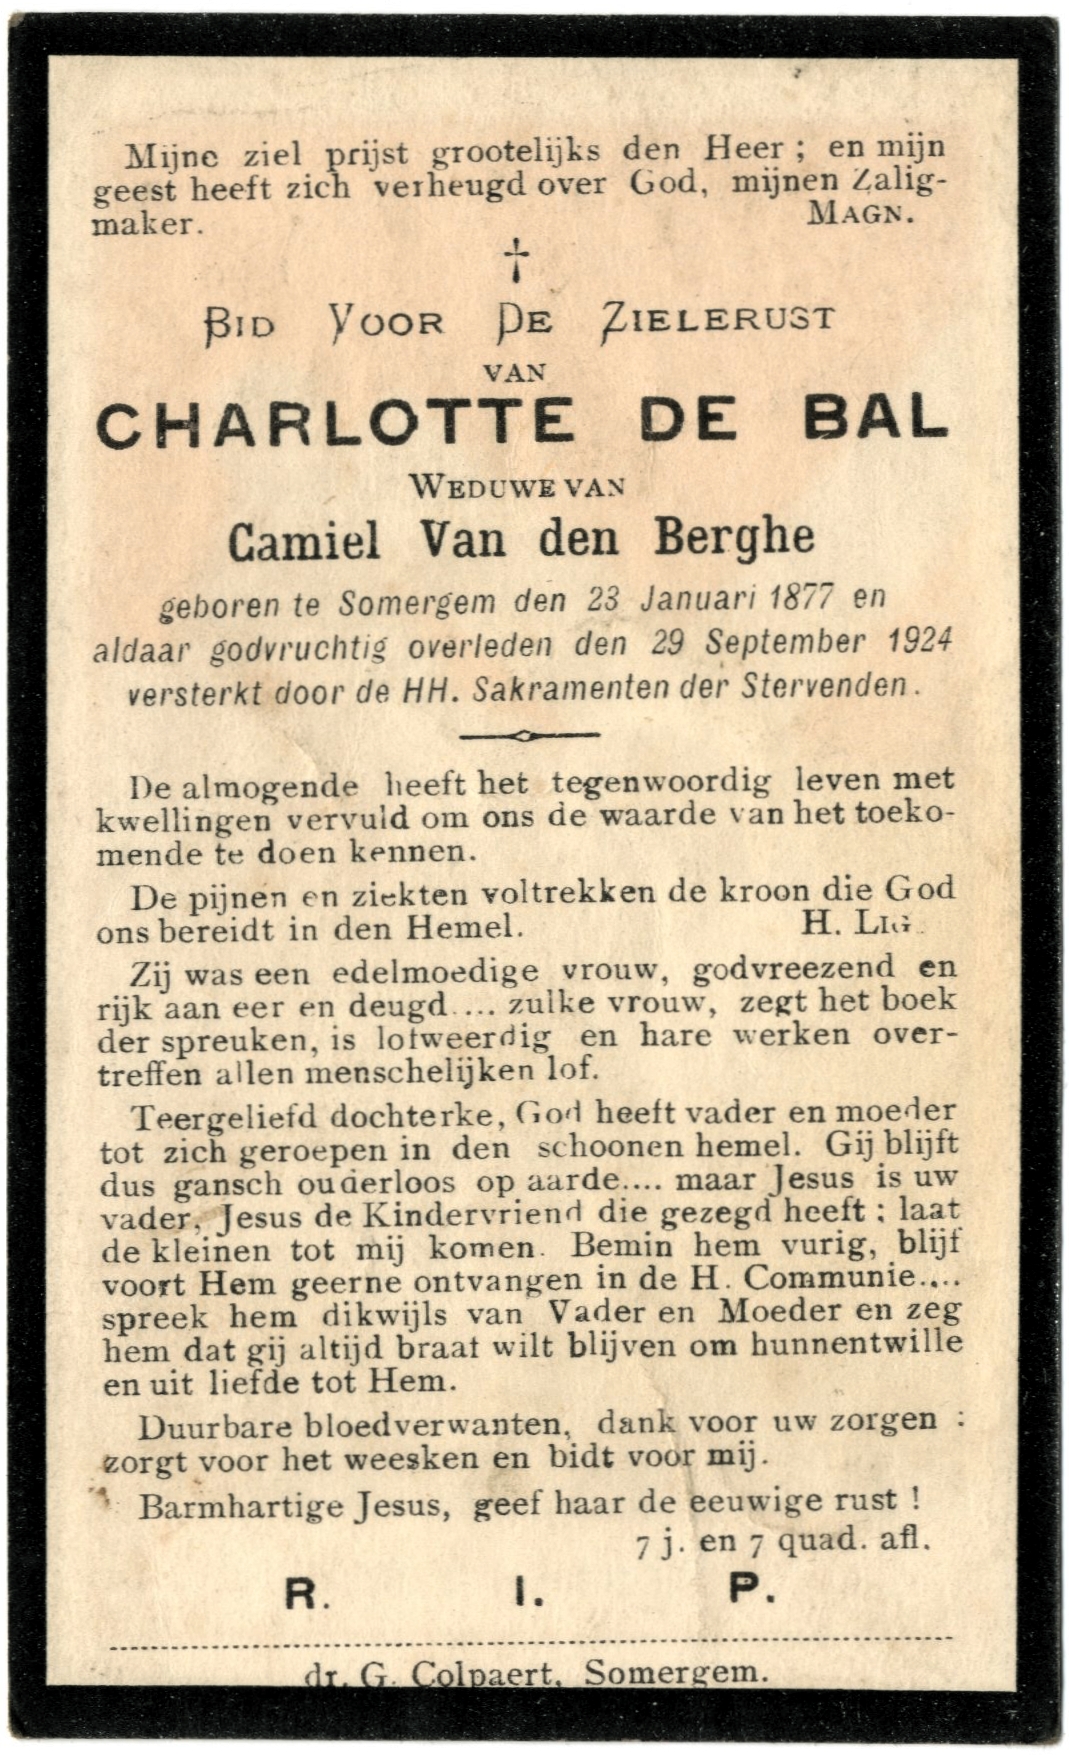 Mijne ziel prijst grootelijks den Heer ; en mijn
geest heeft zich verheugd over God, mijnen Zalig-
maker. MAGN.
†
BID VOOR DE ZIELERUST
VAN
CHARLOTTE DE BAL
WEDUWE VAN
Camiel Van den Berghe
geboren te Somergem den 23 Januari 1877 en
aldaar godvruchtig overleden den 29 September 1924
versterkt door de HH. Sakramenten der Stervenden.
De almogende heeft het tegenwoordig leven met
kwellingen vervuld om ons de waarde van het toeko-
mende te doen kennen.
De pijnen en ziekten voltrekken de kroon die God
ons bereidt in den Hemel. H. LIG.
Zij was een edelmoedige vrouw, godvreezend en
rijk aan eer en deugd.... zulke vrouw, zegt het boek
der spreuken, is lofweerdig en hare werken over-
treffen allen menschelijken lof.
Teergeliefd dochterke, God heeft vader en moeder
tot zich geroepen in den schoonen hemel. Gij blijft
dus gansch ouderloos op aarde.... maar Jesus is uw
vader, Jesus de Kindervriend die gezegd heeft : laat
de kleinen tot mij komen. Bemin hem vurig, blijf
voort Hem geerne ontvangen in de H. Communie....
spreek hem dikwijls van Vader en Moeder en zeg
hem dat gij altijd braaf wilt blijven om hunnentwille
en uit liefde tot Hem.
Duurbare bloedverwanten, dank voor uw zorgen :
zorgt voor het weesken en bidt voor mij.
Barmhartige Jesus, geef haar de eeuwige rust !
7 j. en 7 quad. afl.
R. I. P.
dr. G. Colpaert, Somergem.